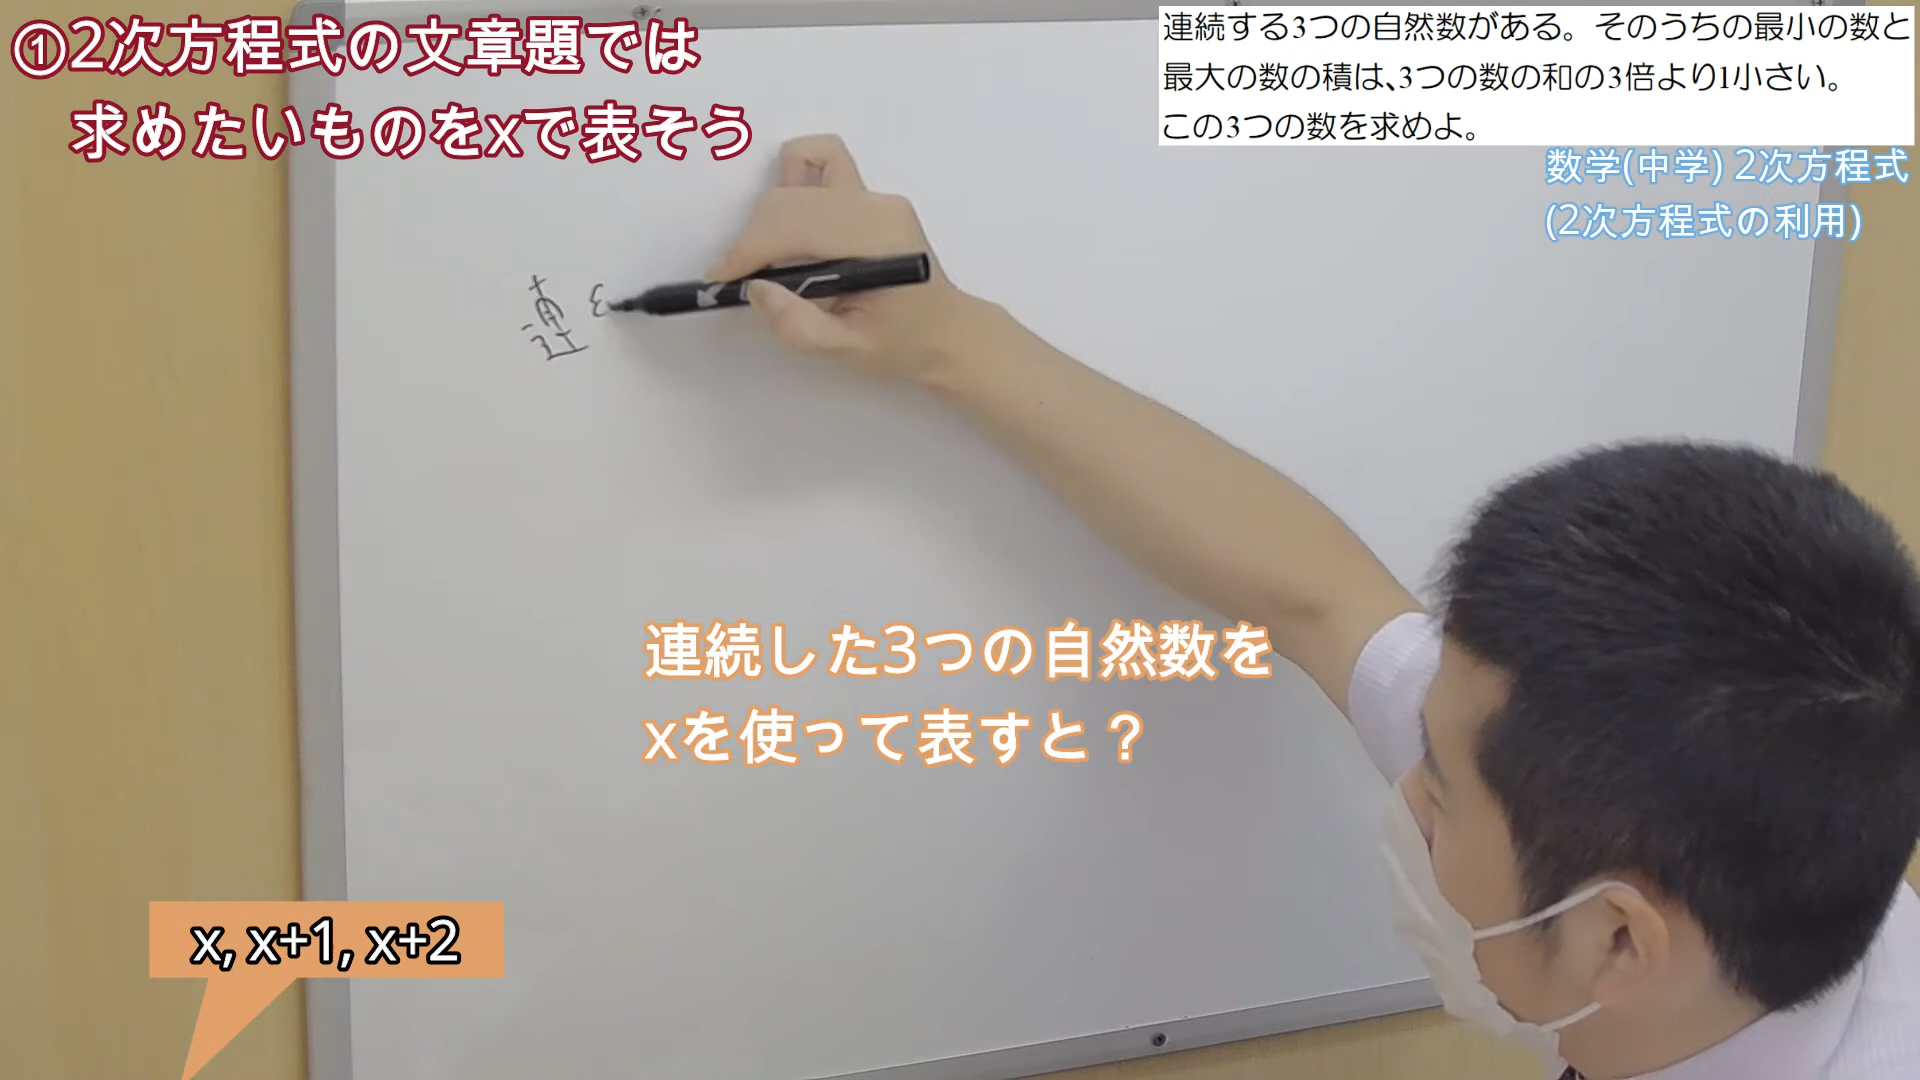 ①2次方程式の文章題では
求めたいものをxで表そう
連続する3つの自然数がある。そのうちの最小の数と
最大の数の積は、3つの数の和の3倍より1小さい。
この3つの数を求めよ。
数学(中学) 2次方程式
(2次方程式の利用)
連
連続した3つの自然数を
xを使って表すと？
x, x+1, x+2